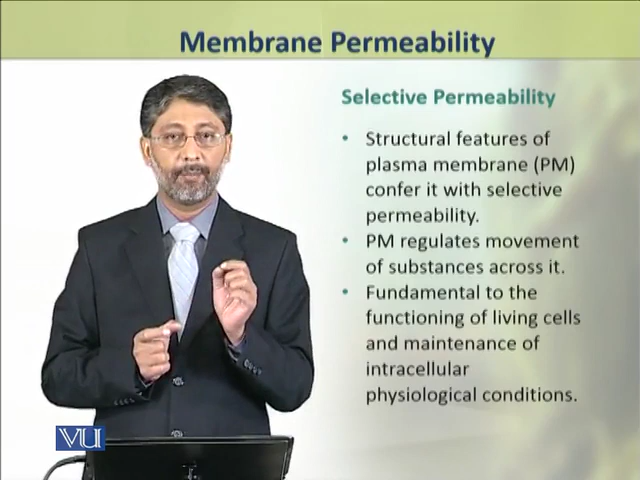 Membrane Permeability
Selective Permeability
• Structural features of
plasma membrane (PM)
confer it with selective
permeability.
• PM regulates movement
of substances across it.
• Fundamental to the
functioning of living cells
and maintenance of
intracellular
physiological conditions.
VU